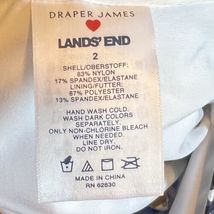 DRAPER JAMES
LANDS' END
2
SHELL/OBERSTOFF:
83% NYLON
17% SPANDEX/ELASTANE
LINING/FUTTER:
87% POLYESTER
13% SPANDEX/ELASTANE
HAND WASH COLD.
WASH DARK COLORS
SEPARATELY.
ONLY NON-CHLORINE BLEACH
WHEN NEEDED.
LINE DRY.
DO NOT IRON.
MADE IN CHINA
RN 62830